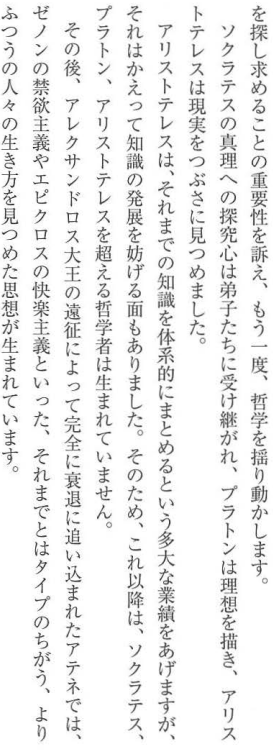 を探し求めることの重要性を訴え、もう一度、哲学を揺り動かします。
ソクラテスの真理への探究心は弟子たちに受け継がれ、プラトンは理想を描き、アリス
トテレスは現実をつぶさに見つめました。
アリストテレスは、それまでの知識を体系的にまとめるという多大な業績をあげますが、
それはかえって知識の発展を妨げる面もありました。そのため、これ以降は、ソクラテス、
プラトン、アリストテレスを超える哲学者は生まれていません。
その後、アレクサンドロス大王の遠征によって完全に衰退に追い込まれたアテネでは、
ゼノンの禁欲主義やエピクロスの快楽主義といった、それまでとはタイプのちがう、より
ふつうの人々の生き方を見つめた思想が生まれています。